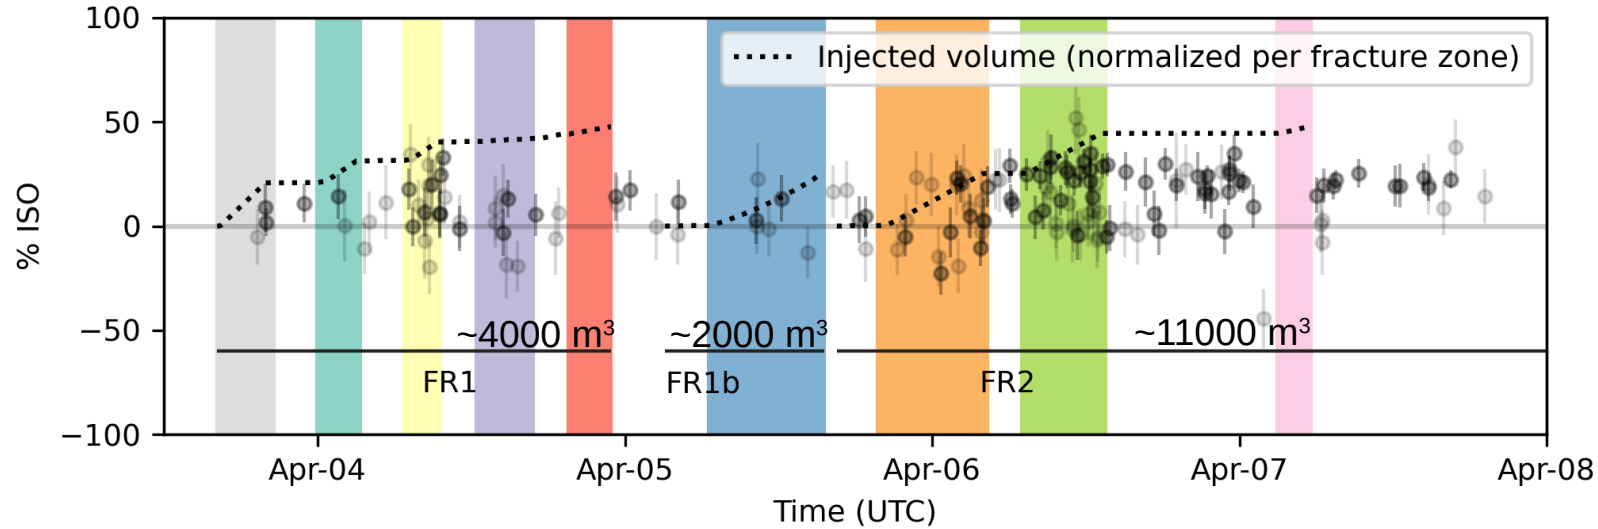 100
50
0
−50
−100
% ISO
Injected volume (normalized per fracture zone)
~4000 m³
~2000 m³
~11000 m³
FR1
FR1b
FR2
Apr-04
Apr-05
Apr-06
Apr-07
Apr-08
Time (UTC)